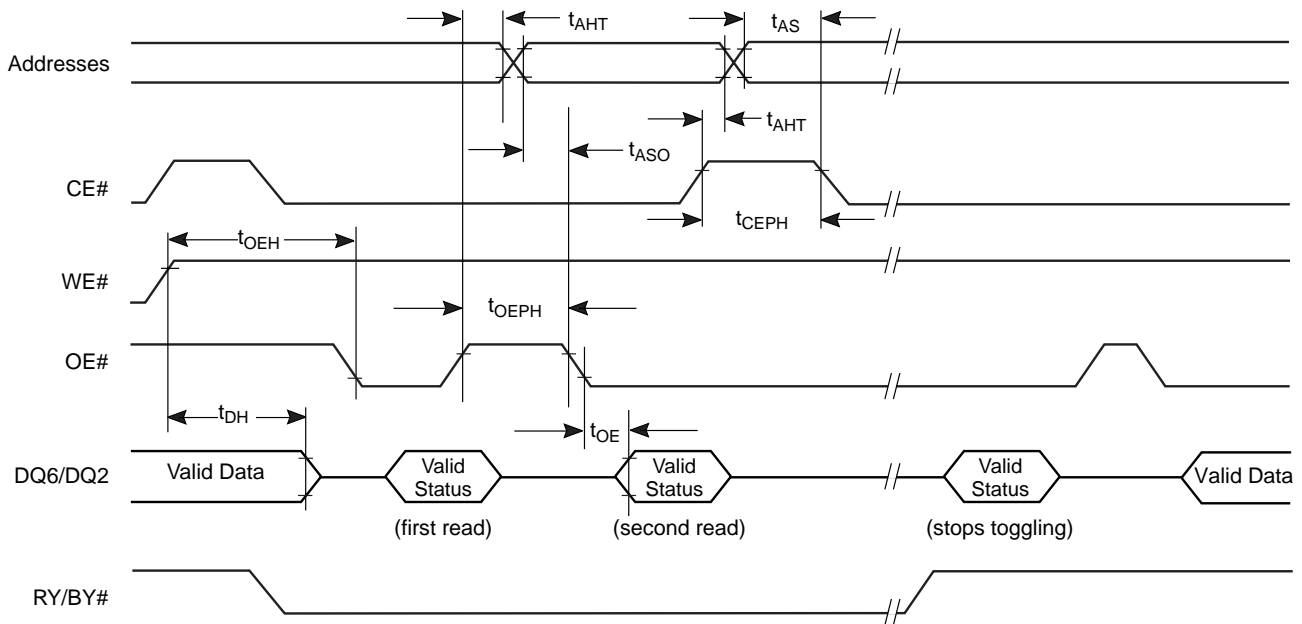 tAHT
tAS
Addresses
tAHT
tASO
CE#
tCEPH
tOEH
WE#
tOEPH
OE#
tDH
tOE
DQ6/DQ2
Valid Data
Valid
Status
Valid
Status
Valid
Status
Valid Data
(first read)
(second read)
(stops toggling)
RY/BY#